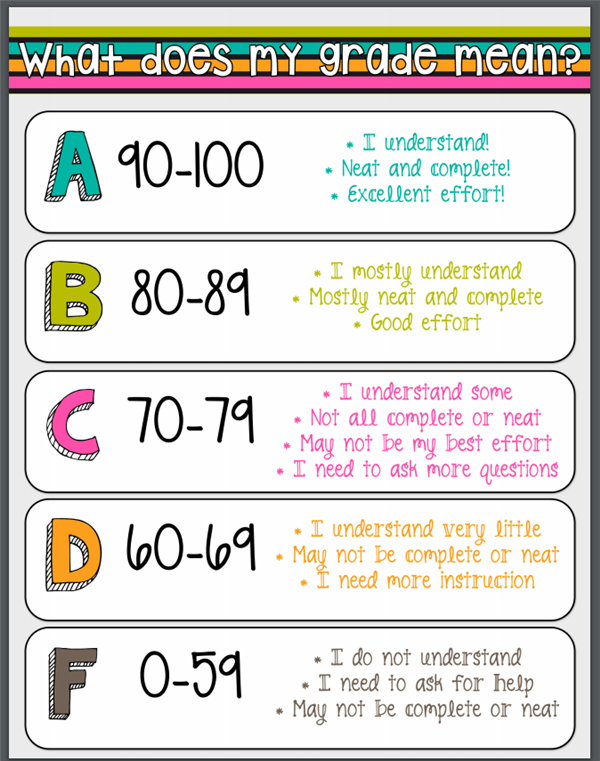 What does my grade mean?
A 90-100
* I understand!
* Neat and complete!
* Excellent effort!
B 80-89
* I mostly understand
* Mostly neat and complete
* Good effort
C 70-79
* I understand some
* Not all complete or neat
* May not be my best effort
* I need to ask more questions
D 60-69
* I understand very little
* May not be complete or neat
* I need more instruction
F 0-59
* I do not understand
* I need to ask for help
* May not be complete or neat